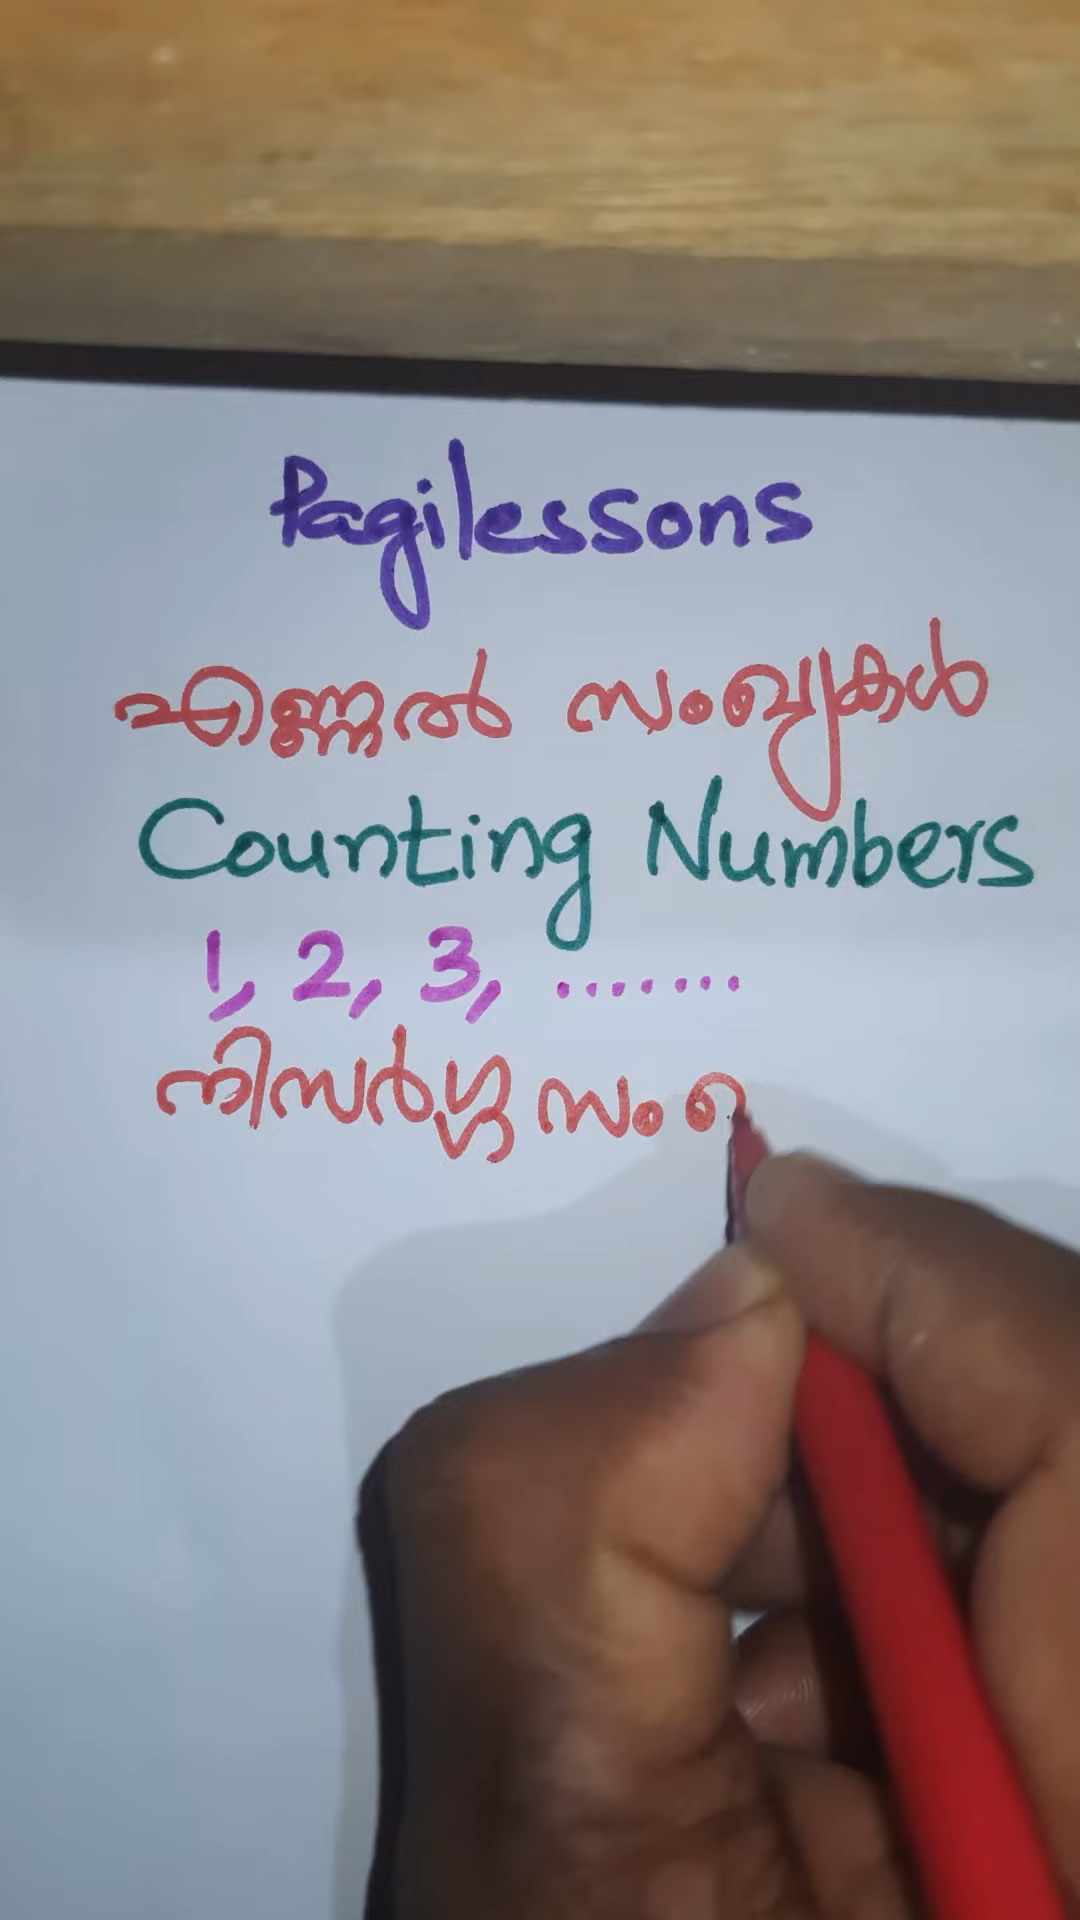 Pagilessons
എണ്ണൽ സംഖ്യകൾ
Counting Numbers
1, 2, 3, .......
നിസർഗ്ഗ